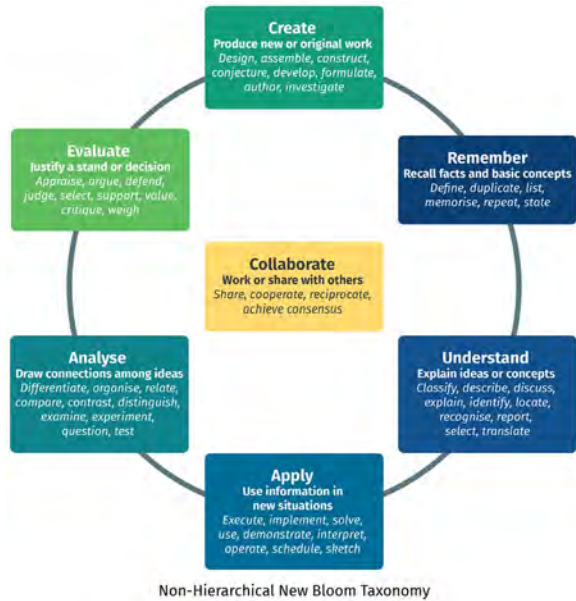 Create
Produce new or original work
Design, assemble, construct,
conjecture, develop, formulate,
author, investigate
Evaluate
Justify a stand or decision
Appraise, argue, defend,
judge, select, support, value,
critique, weigh
Remember
Recall facts and basic concepts
Define, duplicate, list,
memorise, repeat, state
Collaborate
Work or share with others
Share, cooperate, reciprocate,
achieve consensus
Analyse
Draw connections among ideas
Differentiate, organise, relate,
compare, contrast, distinguish,
examine, experiment,
question, test
Understand
Explain ideas or concepts
Classify, describe, discuss,
explain, identify, locate,
recognise, report,
select, translate
Apply
Use information in
new situations
Execute, implement, solve,
use, demonstrate, interpret,
operate, schedule, sketch
Non-Hierarchical New Bloom Taxonomy